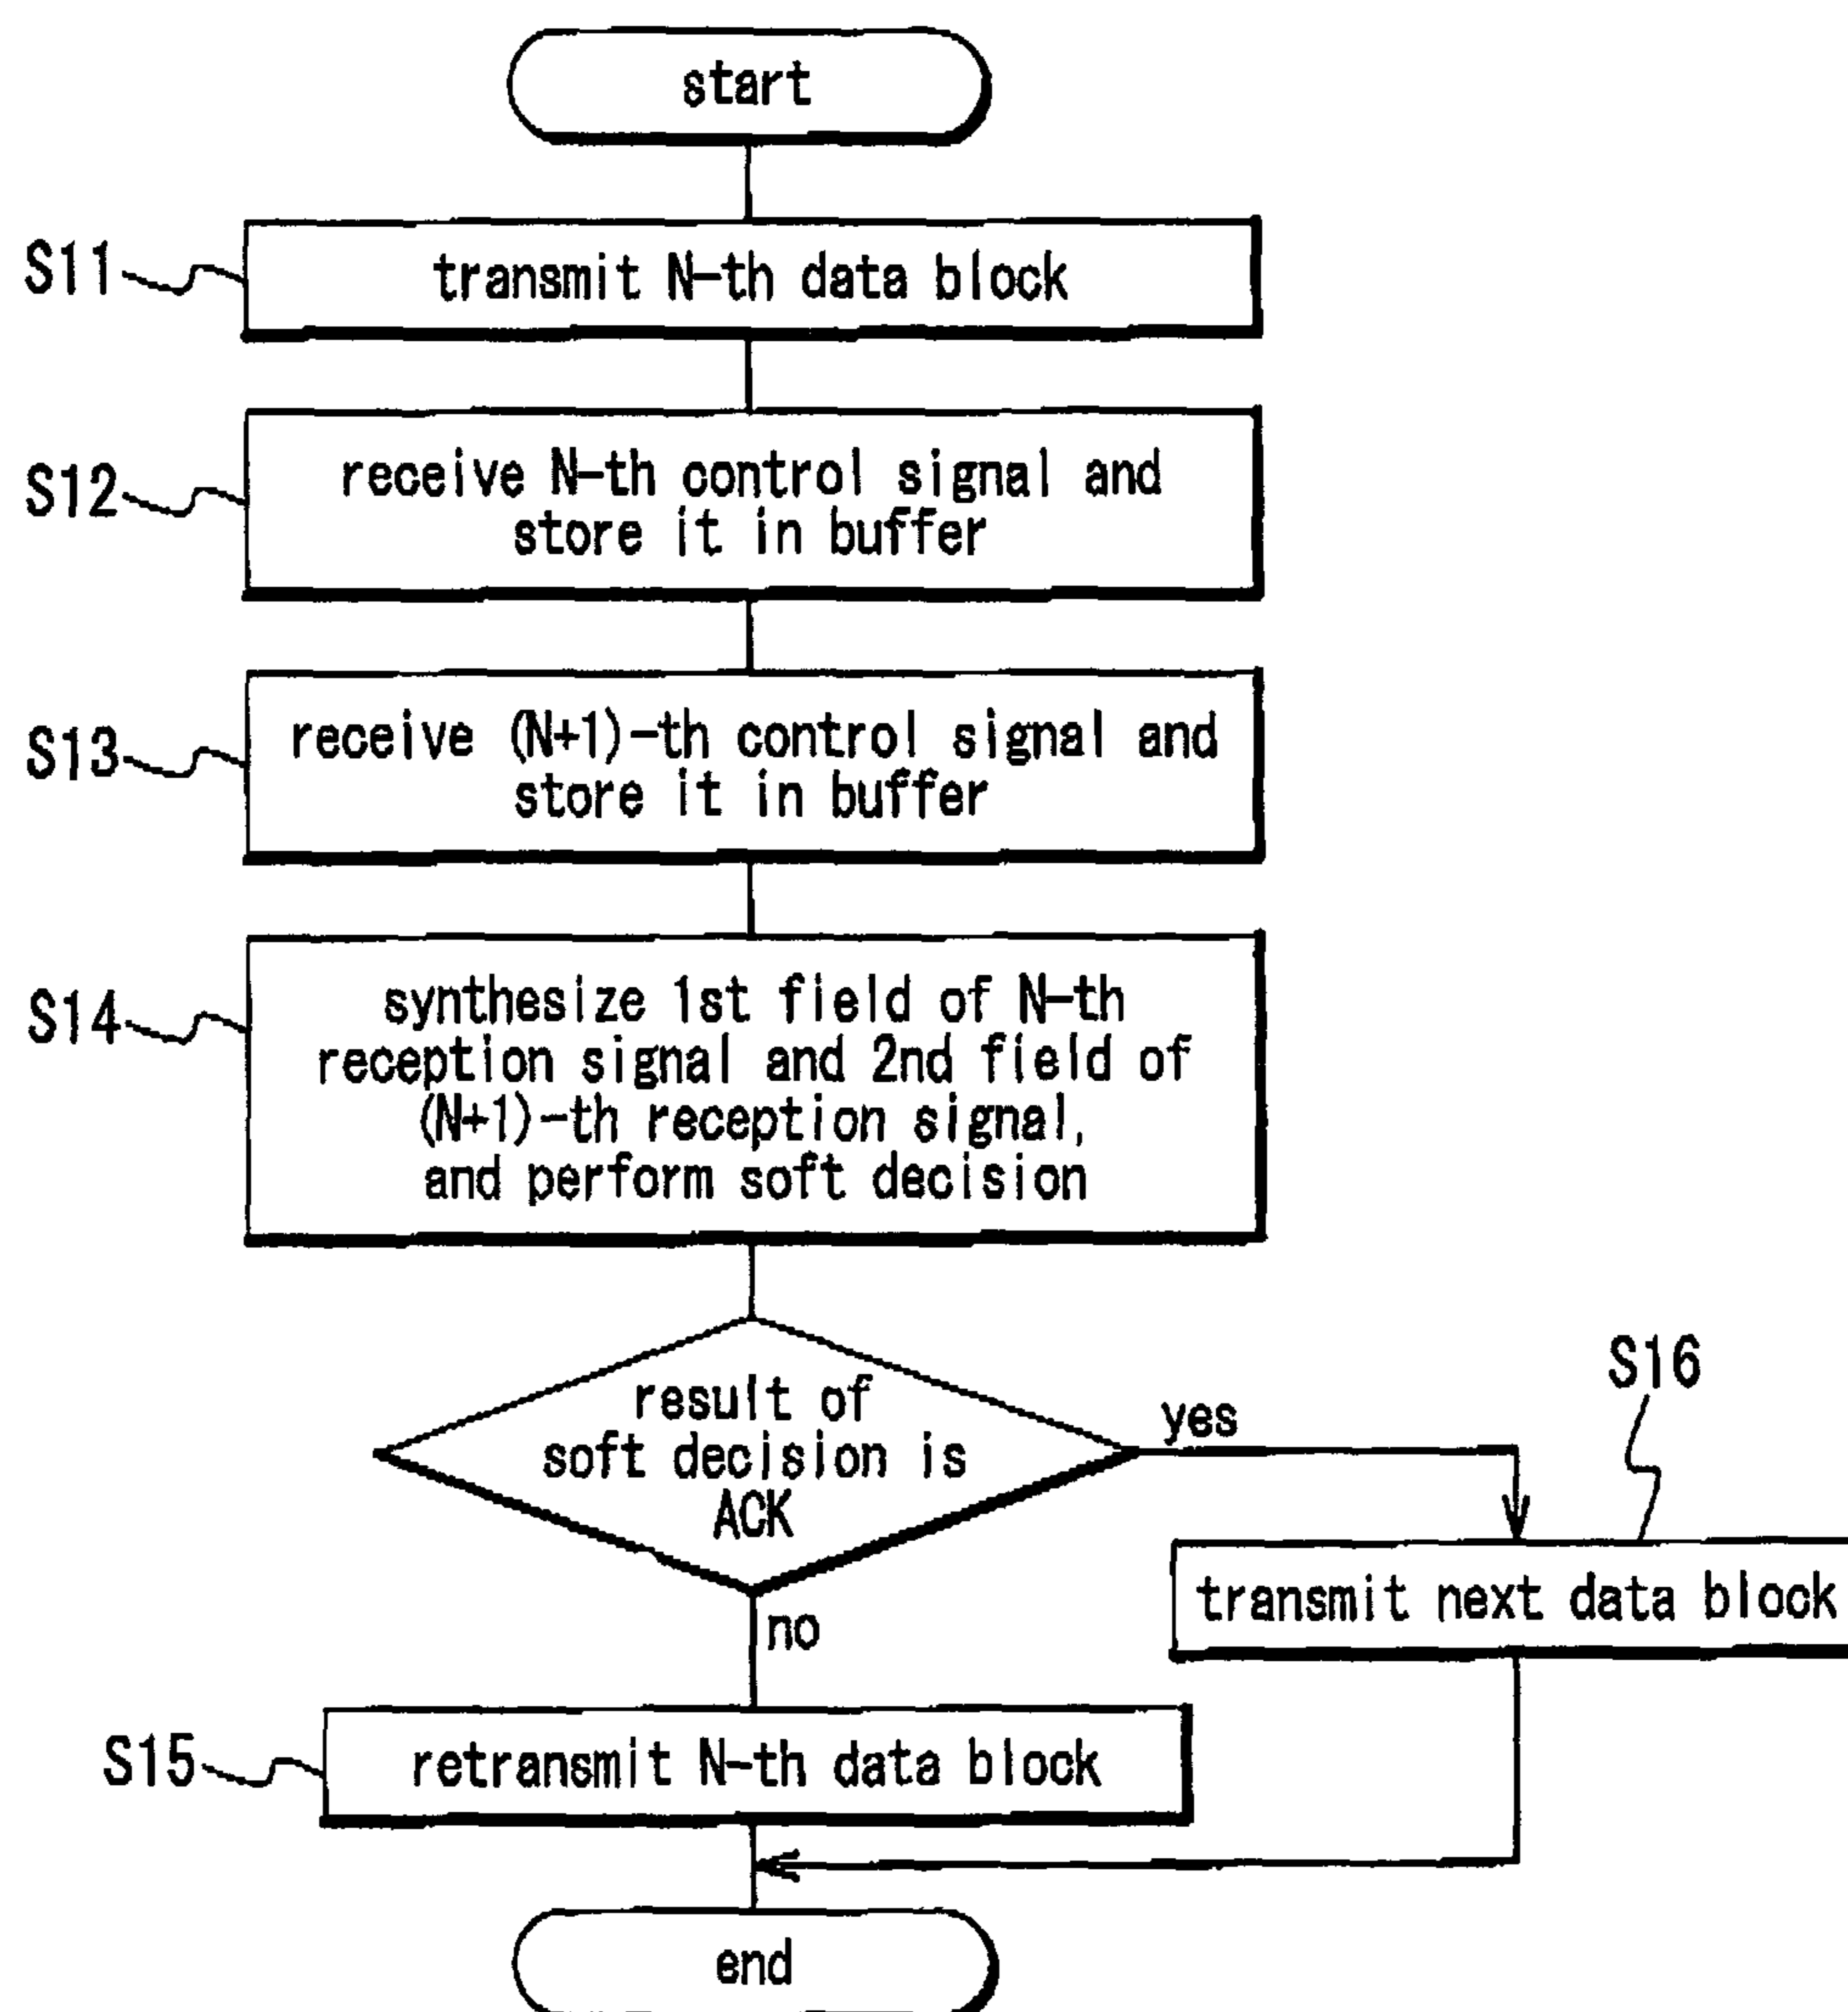 start
S11
transmit N-th data block
S12
receive N-th control signal and
store it in buffer
S13
receive (N+1)-th control signal and
store it in buffer
S14
synthesize 1st field of N-th
reception signal and 2nd field of
(N+1)-th reception signal,
and perform soft decision
result of
soft decision is
ACK
yes
S16
transmit next data block
no
S15
retransmit N-th data block
end